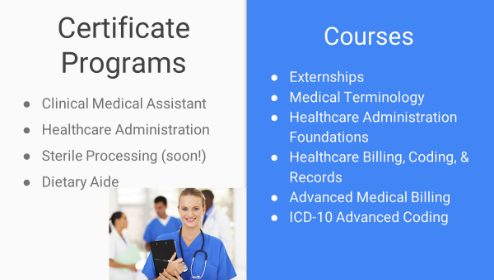 Certificate
Programs
● Clinical Medical Assistant
● Healthcare Administration
● Sterile Processing (soon!)
● Dietary Aide
Courses
● Externships
● Medical Terminology
● Healthcare Administration
Foundations
● Healthcare Billing, Coding, &
Records
● Advanced Medical Billing
● ICD-10 Advanced Coding